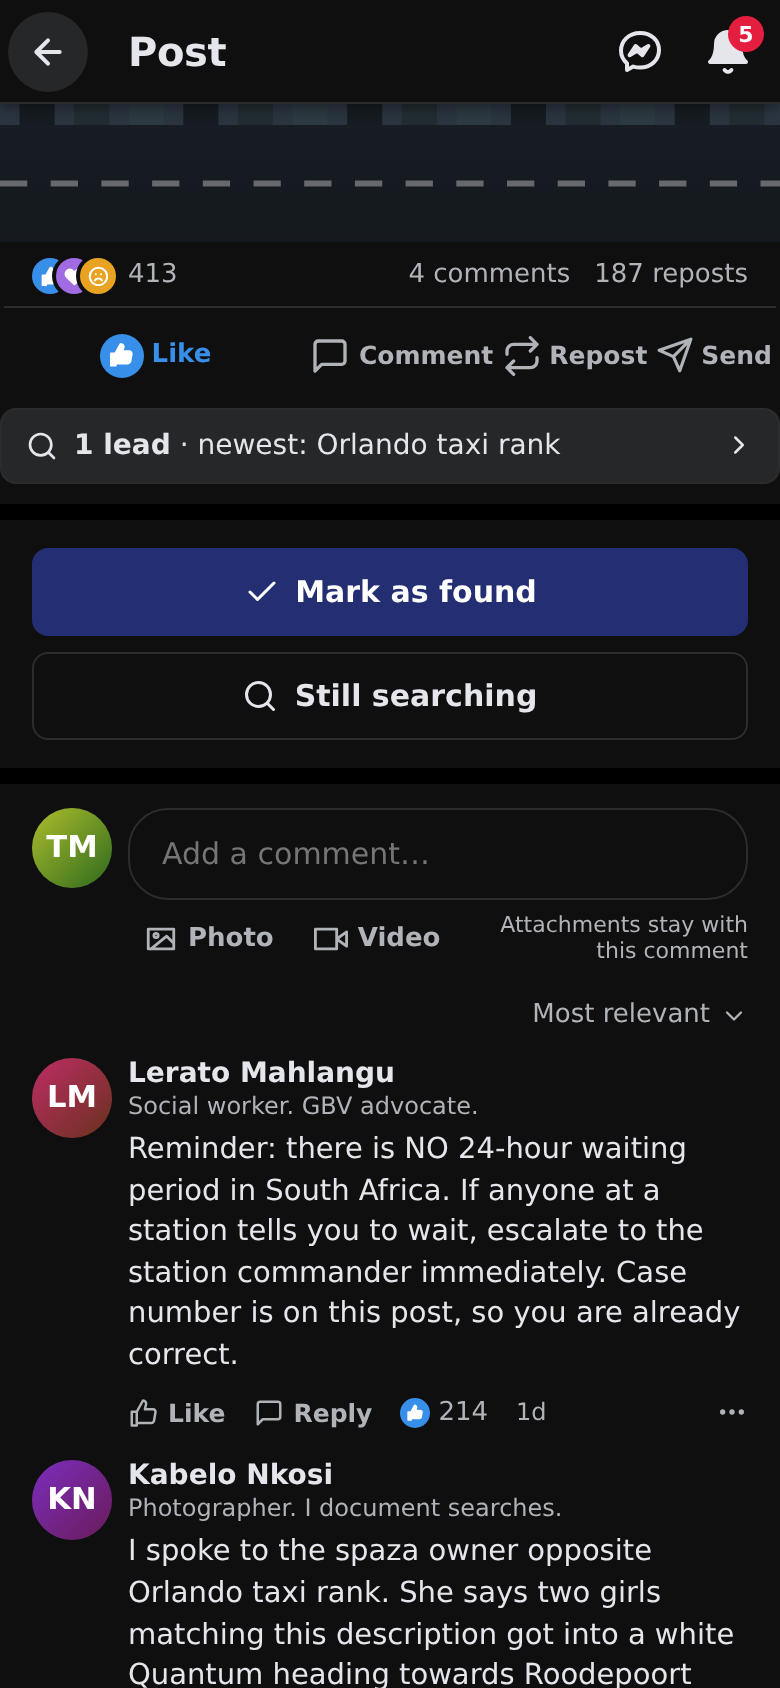 Post
5
413
4 comments 187 reposts
Like
Comment
Repost
Send
1 lead · newest: Orlando taxi rank
Mark as found
Still searching
TM
Add a comment...
Photo
Video
Attachments stay with
this comment
Most relevant
LM
Lerato Mahlangu
Social worker. GBV advocate.
Reminder: there is NO 24-hour waiting
period in South Africa. If anyone at a
station tells you to wait, escalate to the
station commander immediately. Case
number is on this post, so you are already
correct.
Like Reply 214 1d
KN
Kabelo Nkosi
Photographer. I document searches.
I spoke to the spaza owner opposite
Orlando taxi rank. She says two girls
matching this description got into a white
Quantum heading towards Roodepoort